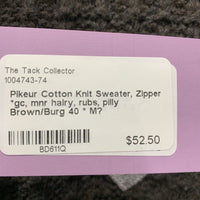 The Tack Collector
1004743-74
Pikeur Cotton Knit Sweater, Zipper
*gc, mnr hairy, rubs, pilly
Brown/Burg 40 * M?
$52.50
BD611Q